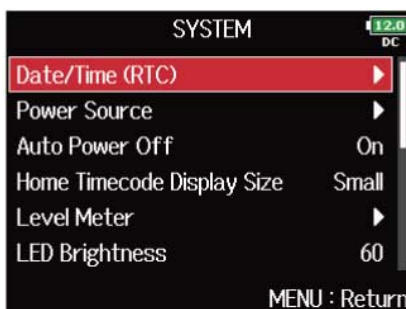 SYSTEM
12.0
DC
Date/Time (RTC)
Power Source
Auto Power Off On
Home Timecode Display Size Small
Level Meter
LED Brightness 60
MENU : Return